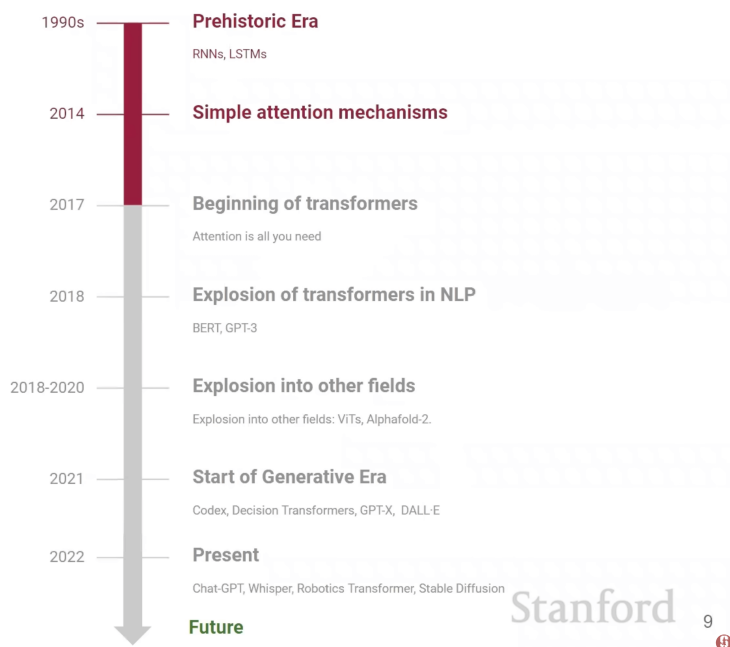 1990s Prehistoric Era
RNNs, LSTMs
2014 Simple attention mechanisms
2017 Beginning of transformers
Attention is all you need
2018 Explosion of transformers in NLP
BERT, GPT-3
2018-2020 Explosion into other fields
Explosion into other fields: ViTs, Alphafold-2.
2021 Start of Generative Era
Codex, Decision Transformers, GPT-X, DALL·E
2022 Present
Chat-GPT, Whisper, Robotics Transformer, Stable Diffusion
Stanford 9
Future